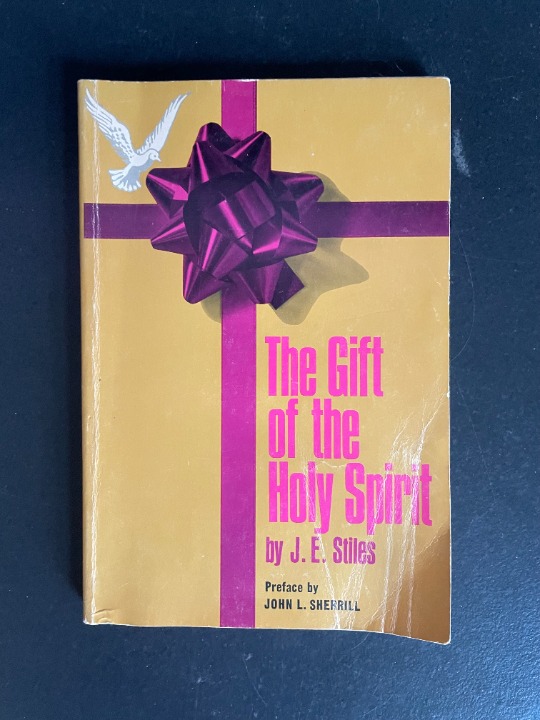 The Gift
of the
Holy Spirit
by J. E. Stiles
Preface by
JOHN L. SHERRILL